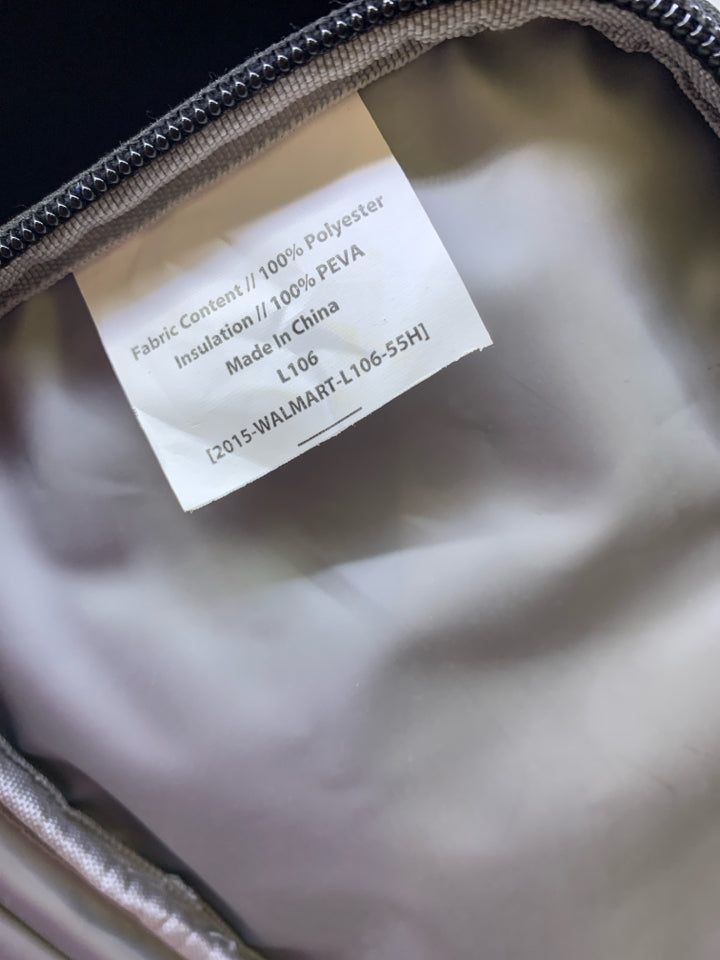 Fabric Content // 100% Polyester
Insulation // 100% PEVA
Made In China
L106
[2015-WALMART-L106-55H]